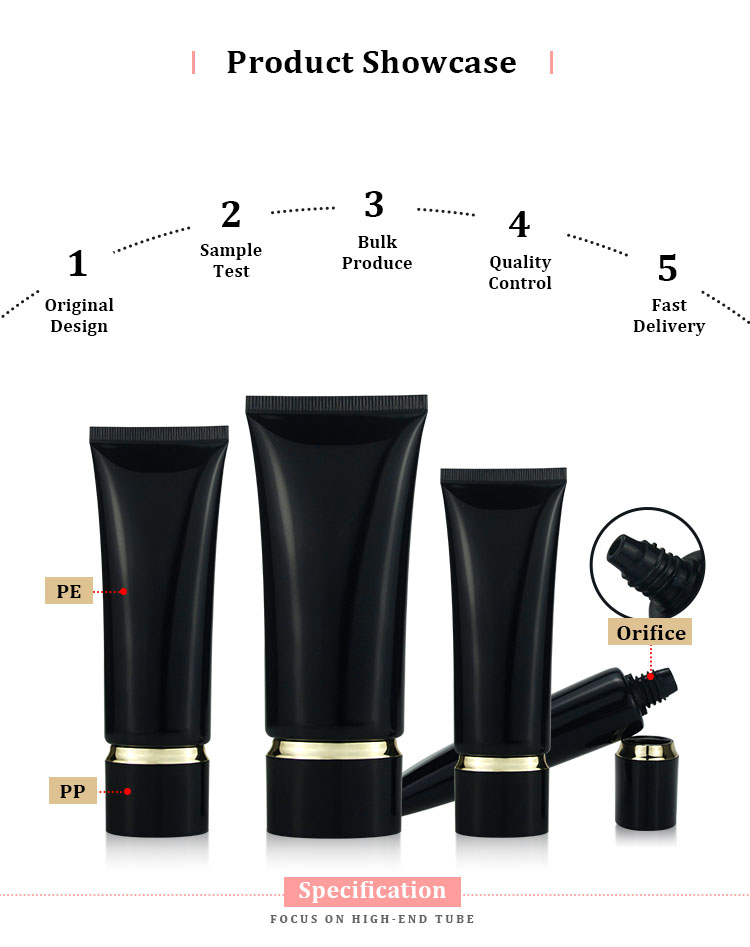 Product Showcase
1
Original
Design
2
Sample
Test
3
Bulk
Produce
4
Quality
Control
5
Fast
Delivery
PE
Orifice
PP
Specification
FOCUS ON HIGH-END TUBE